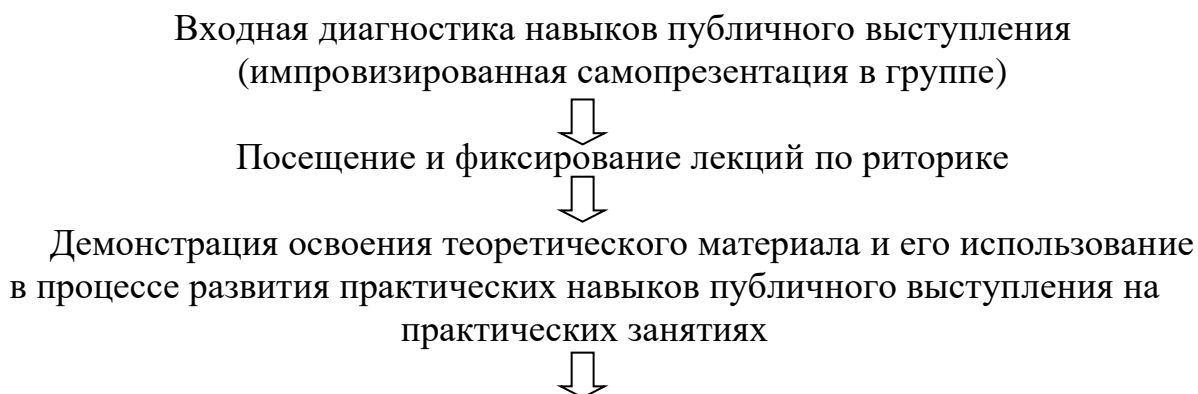 Входная диагностика навыков публичного выступления
(импровизированная самопрезентация в группе)
Посещение и фиксирование лекций по риторике
Демонстрация освоения теоретического материала и его использование
в процессе развития практических навыков публичного выступления на
практических занятиях